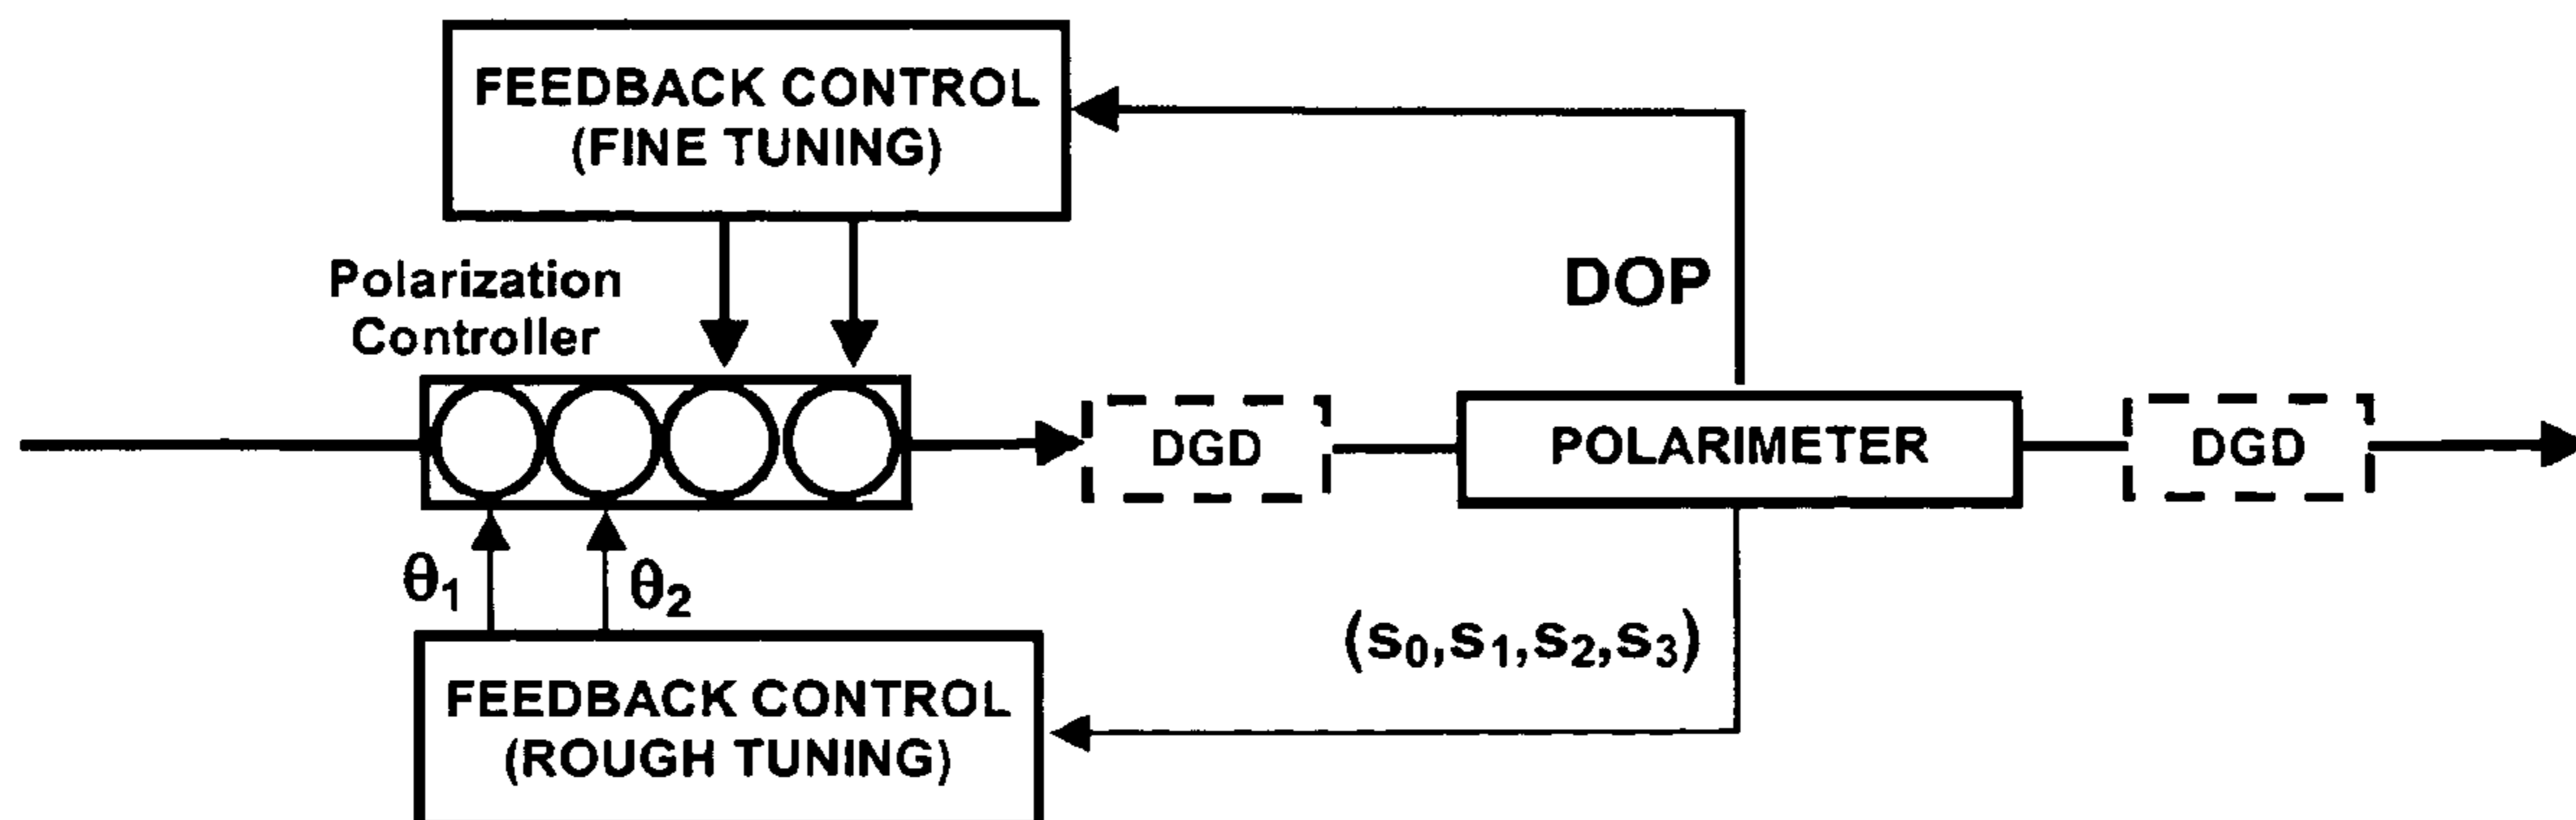 FEEDBACK CONTROL
(FINE TUNING)
Polarization
Controller
DOP
DGD
POLARIMETER
DGD
θ1
θ2
(s0,s1,s2,s3)
FEEDBACK CONTROL
(ROUGH TUNING)